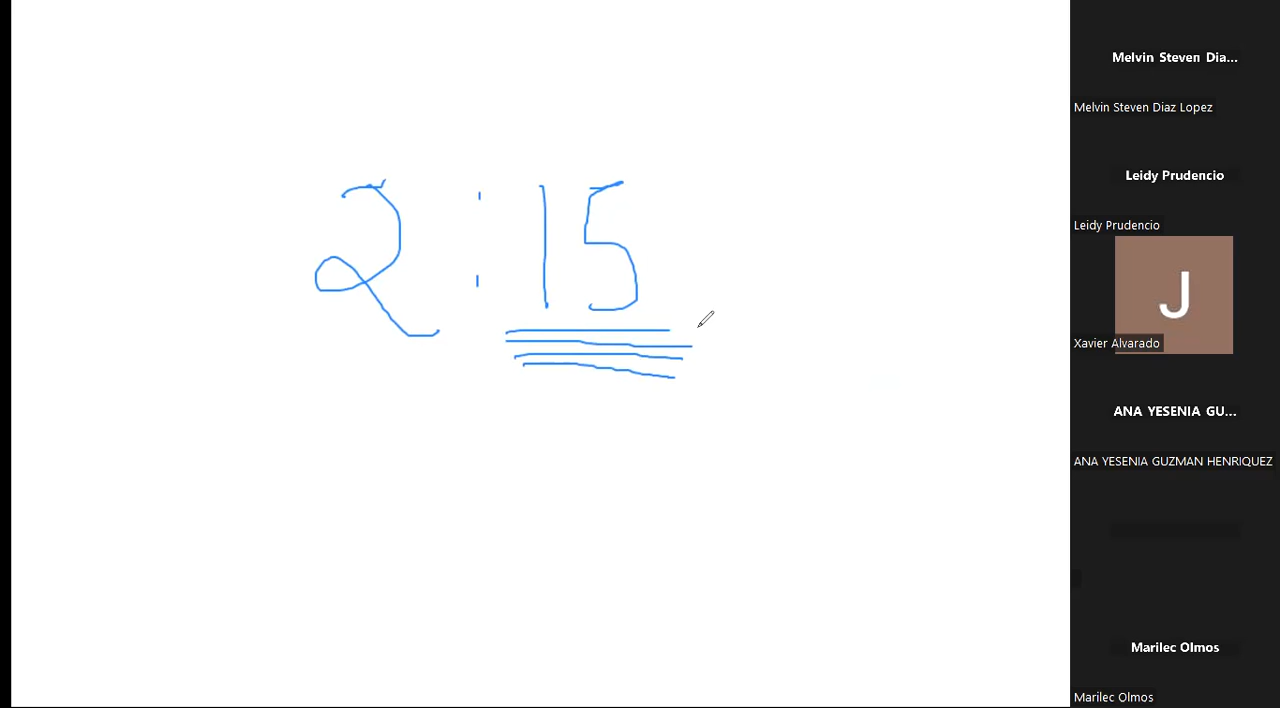 2:15
Melvin Steven Dia...
Melvin Steven Diaz Lopez
Leidy Prudencio
Leidy Prudencio
J
Xavier Alvarado
ANA YESENIA GU...
ANA YESENIA GUZMAN HENRIQUEZ
Marilec Olmos
Marilec Olmos